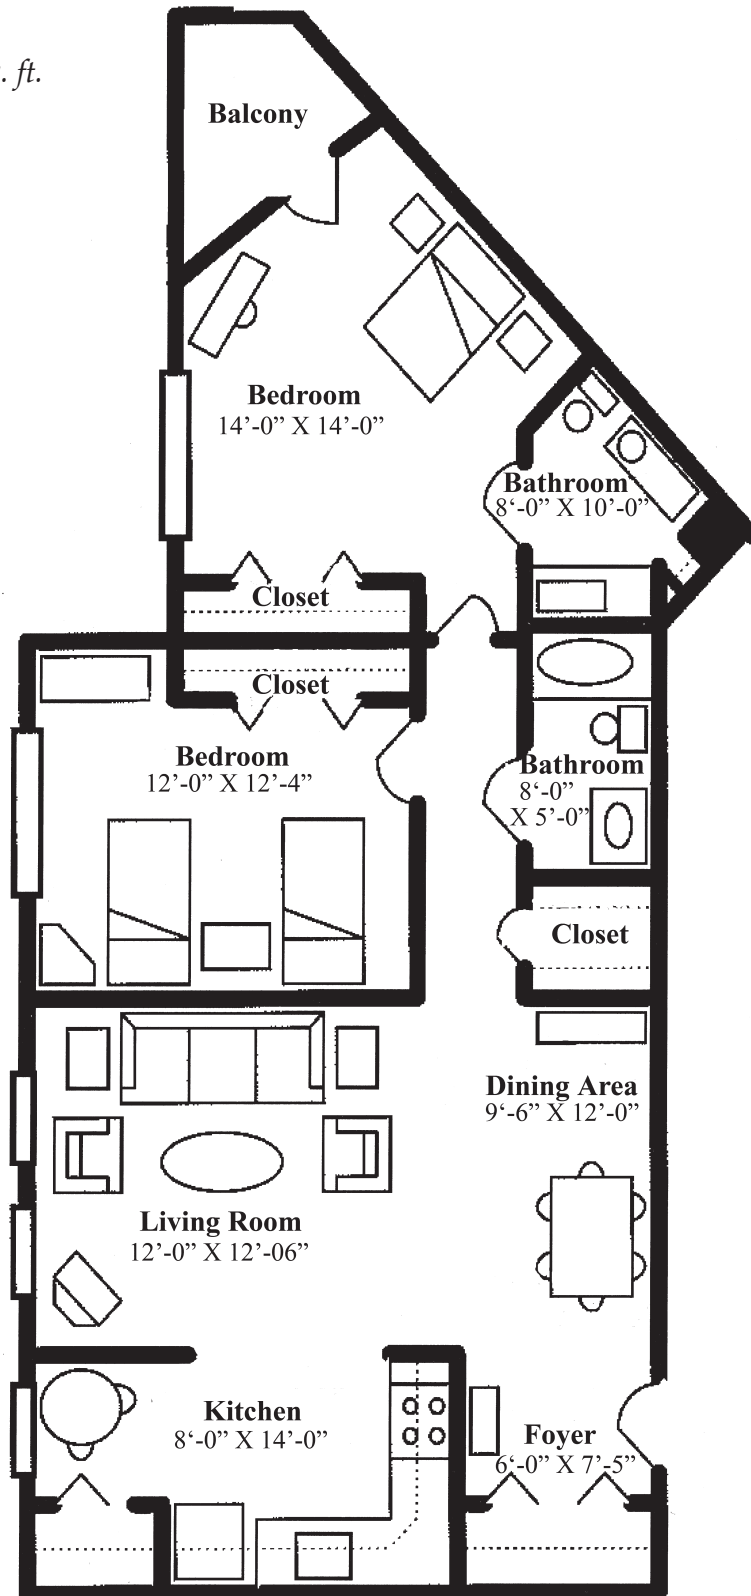 . ft.
Balcony
Bedroom
14’-0” X 14’-0”
Bathroom
8‘-0” X 10’-0”
Closet
Closet
Bedroom
12’-0” X 12’-4”
Bathroom
8‘-0”
X 5’-0”
Closet
Dining Area
9‘-6” X 12’-0”
Living Room
12’-0” X 12’-06”
Kitchen
8’-0” X 14’-0”
Foyer
6‘-0” X 7’-5”